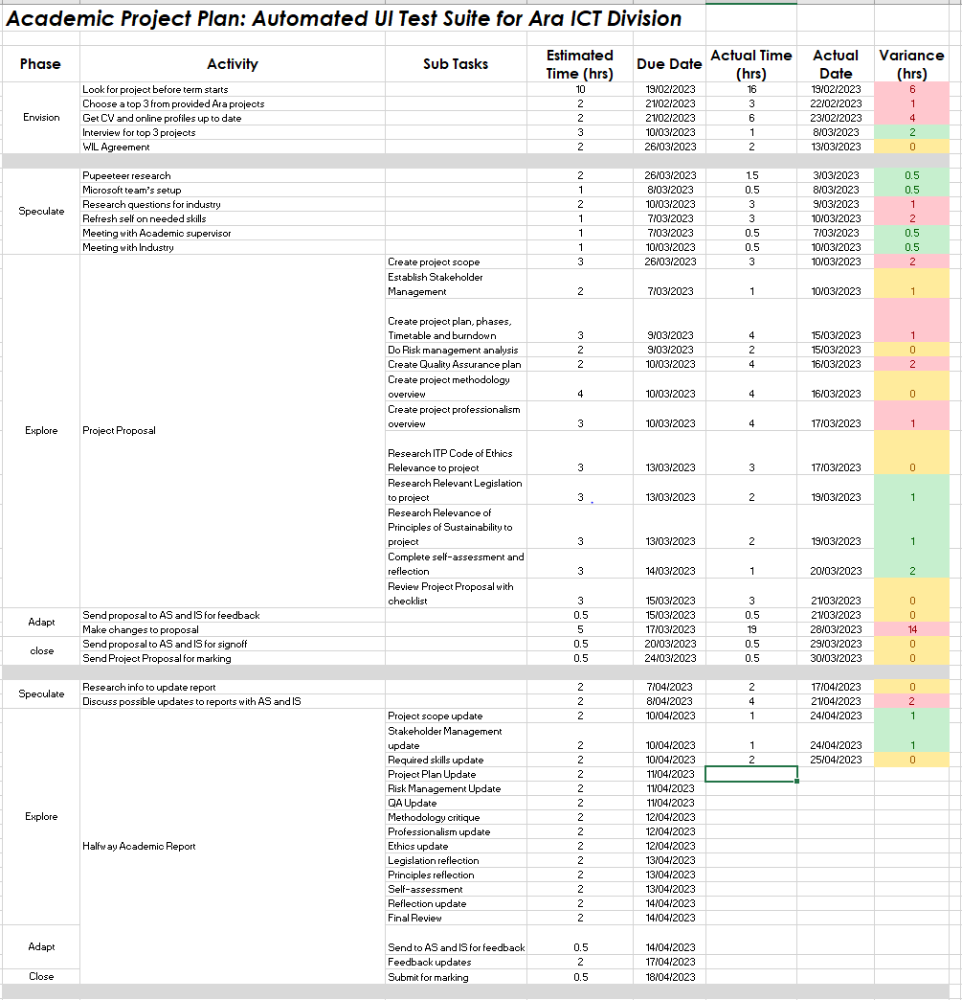 Academic Project Plan: Automated UI Test Suite for Ara ICT Division
Phase Activity Sub Tasks Estimated Time (hrs) Due Date Actual Time (hrs) Actual Date Variance (hrs)
Envision
Look for project before term starts 10 19/02/2023 16 19/02/2023 6
Choose a top 3 from provided Ara projects 2 21/02/2023 3 22/02/2023 1
Get CV and online profiles up to date 2 21/02/2023 6 23/02/2023 4
Interview for top 3 projects 3 10/03/2023 1 8/03/2023 2
WIL Agreement 2 26/03/2023 2 13/03/2023 0
Speculate
Pupeeteer research 2 26/03/2023 1.5 3/03/2023 0.5
Microsoft team's setup 1 8/03/2023 0.5 8/03/2023 0.5
Research questions for industry 2 10/03/2023 3 9/03/2023 1
Refresh self on needed skills 1 7/03/2023 3 10/03/2023 2
Meeting with Academic supervisor 1 7/03/2023 0.5 7/03/2023 0.5
Meeting with Industry 1 10/03/2023 0.5 10/03/2023 0.5
Explore
Project Proposal
Create project scope 3 26/03/2023 3 10/03/2023 2
Establish Stakeholder
Management 2 7/03/2023 1 10/03/2023 1
Create project plan, phases,
Timetable and burndown 3 9/03/2023 4 15/03/2023 1
Do Risk management analysis 2 9/03/2023 2 15/03/2023 0
Create Quality Assurance plan 2 10/03/2023 4 16/03/2023 2
Create project methodology
overview 4 10/03/2023 4 16/03/2023 0
Create project professionalism
overview 3 10/03/2023 4 17/03/2023 1
Research ITP Code of Ethics
Relevance to project 3 13/03/2023 3 17/03/2023 0
Research Relevant Legislation
to project 3 13/03/2023 2 19/03/2023 1
Research Relevance of
Principles of Sustainability to
project 3 13/03/2023 2 19/03/2023 1
Complete self-assessment and
reflection 3 14/03/2023 1 20/03/2023 2
Review Project Proposal with
checklist 3 15/03/2023 3 21/03/2023 0
Adapt
Send proposal to AS and IS for feedback 0.5 15/03/2023 0.5 21/03/2023 0
Make changes to proposal 5 17/03/2023 19 28/03/2023 14
close
Send proposal to AS and IS for signoff 0.5 20/03/2023 0.5 29/03/2023 0
Send Project Proposal for marking 0.5 24/03/2023 0.5 30/03/2023 0
Speculate
Research info to update report 2 7/04/2023 2 17/04/2023 0
Discuss possible updates to reports with AS and IS 2 8/04/2023 4 21/04/2023 2
Explore
Halfway Academic Report
Project scope update 2 10/04/2023 1 24/04/2023 1
Stakeholder Management
update 2 10/04/2023 1 24/04/2023 1
Required skills update 2 10/04/2023 2 25/04/2023 0
Project Plan Update 2 11/04/2023
Risk Management Update 2 11/04/2023
QA Update 2 11/04/2023
Methodology critique 2 12/04/2023
Professionalism update 2 12/04/2023
Ethics update 2 12/04/2023
Legislation reflection 2 13/04/2023
Principles reflection 2 13/04/2023
Self-assessment 2 13/04/2023
Reflection update 2 14/04/2023
Final Review 2 14/04/2023
Adapt
Send to AS and IS for feedback 0.5 14/04/2023
Feedback updates 2 17/04/2023
Close
Submit for marking 0.5 18/04/2023